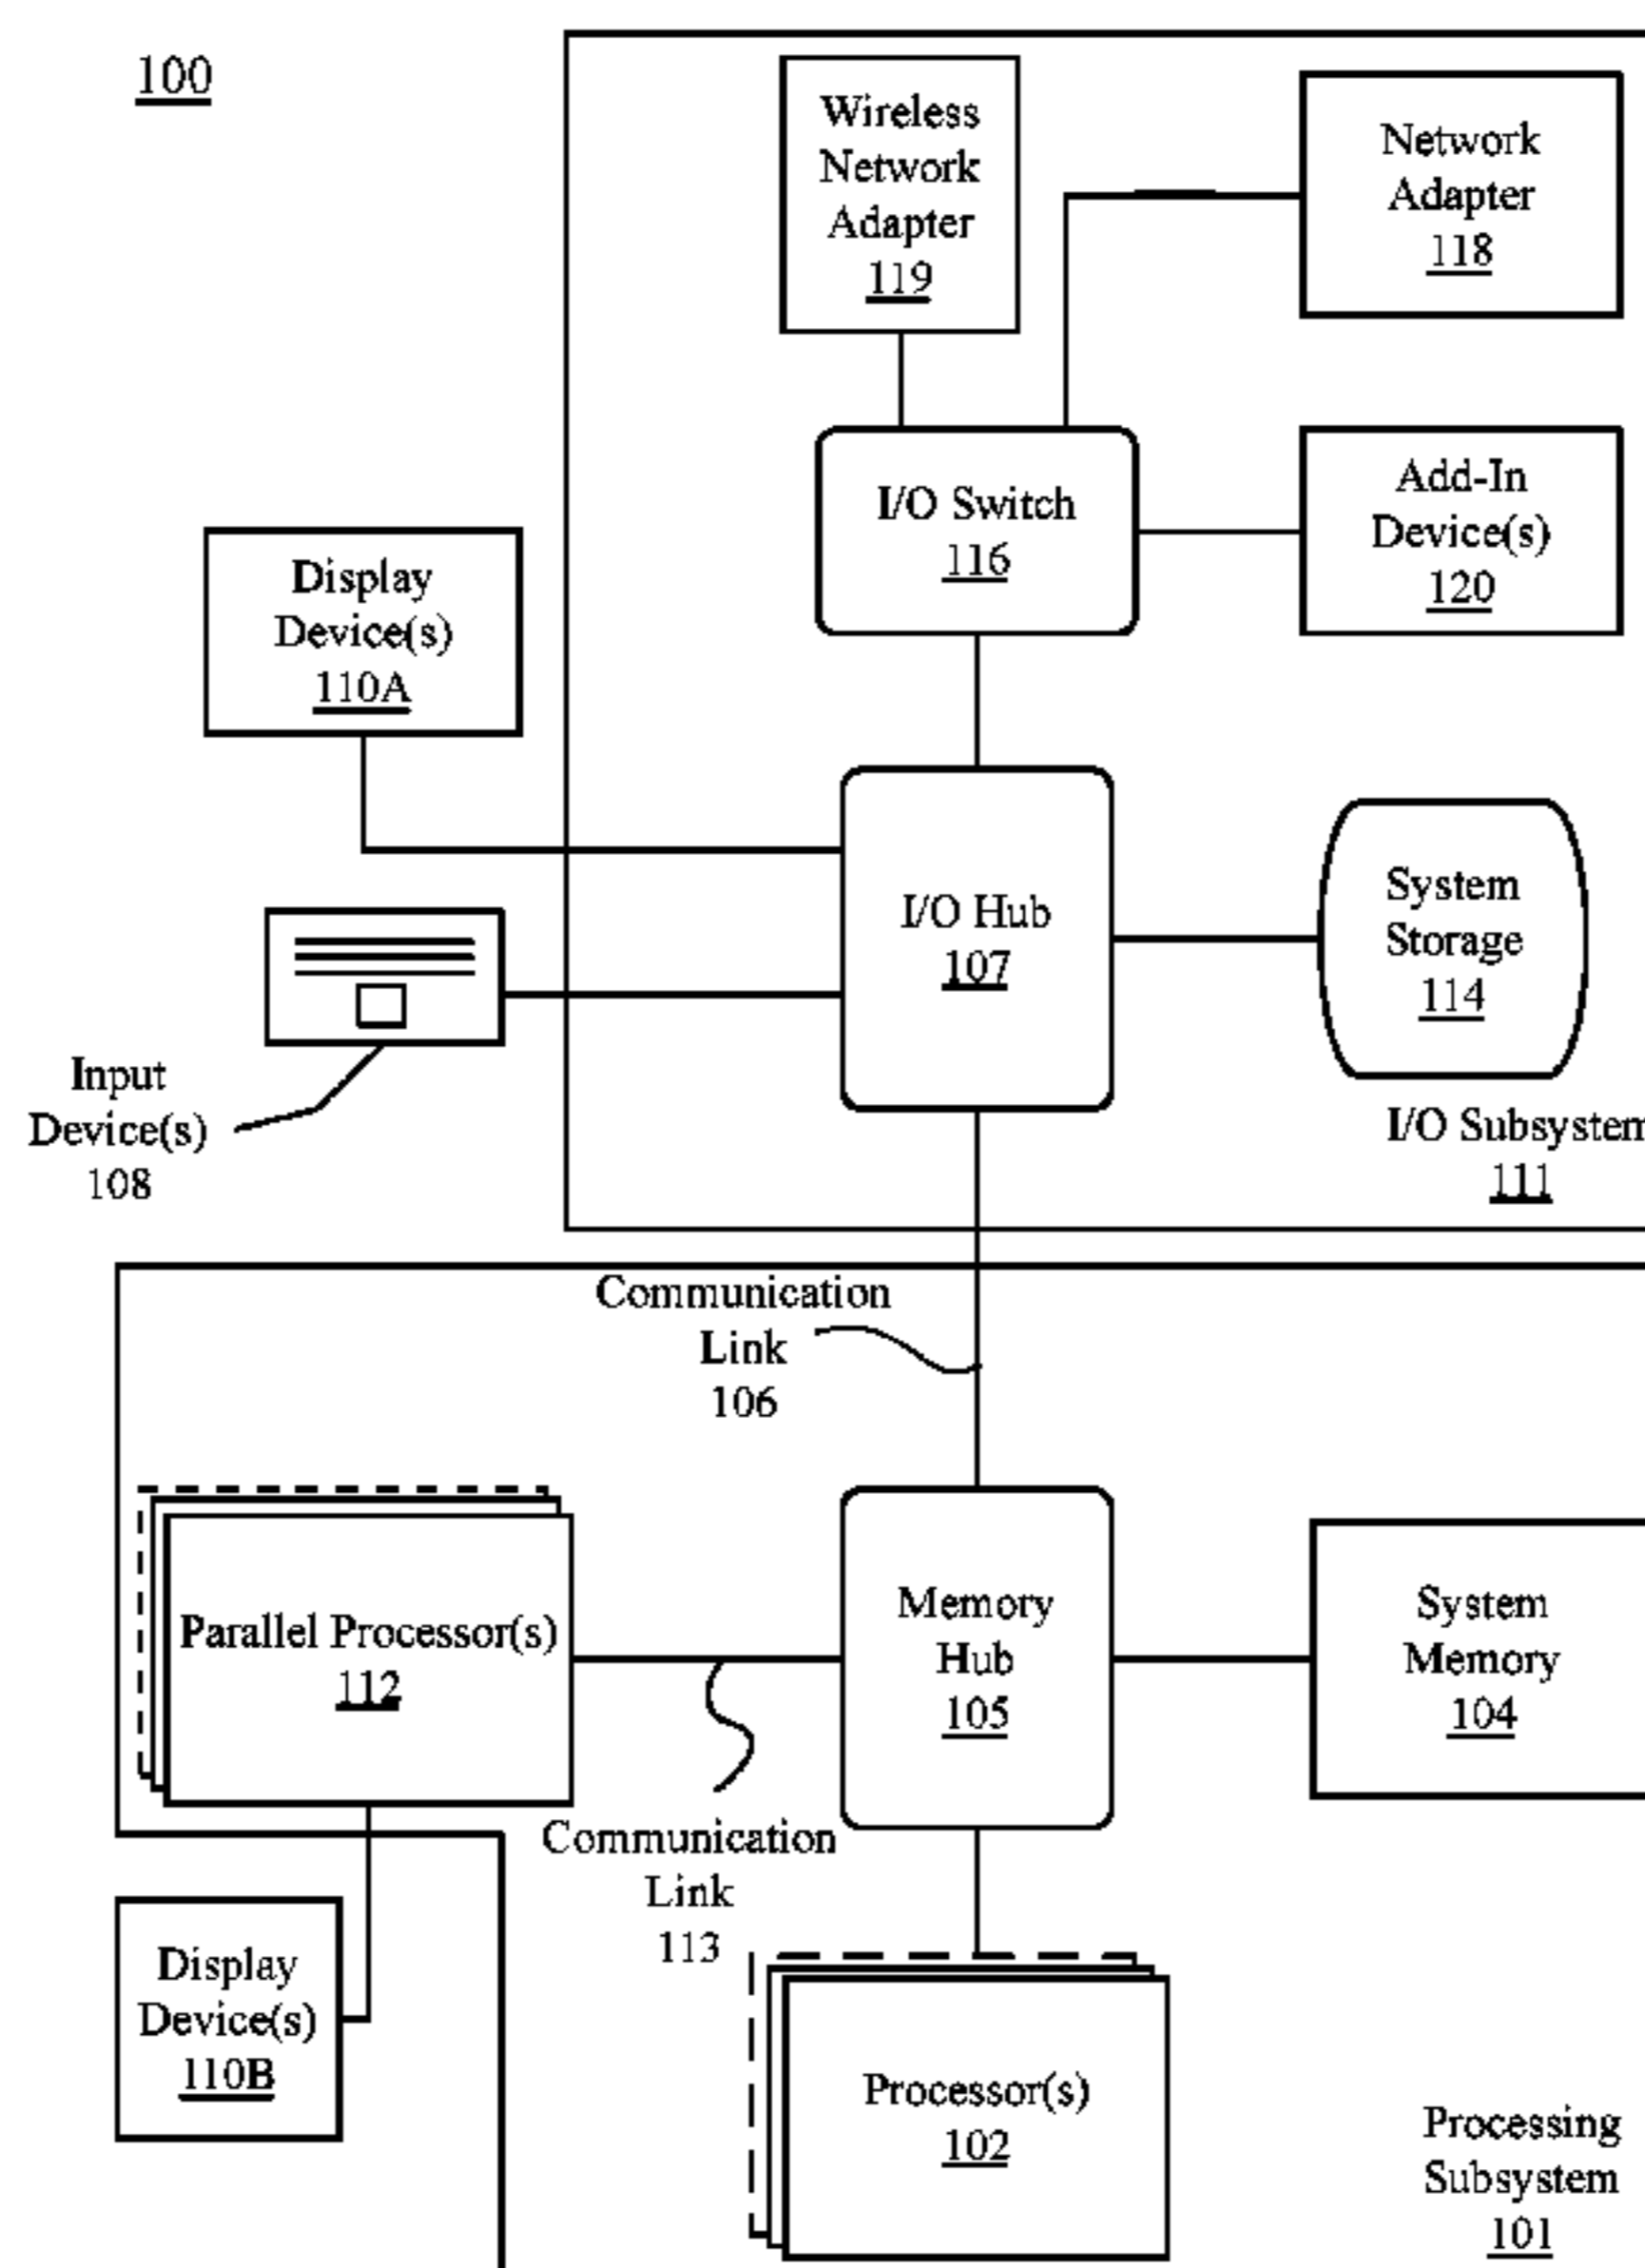 100
Wireless
Network
Adapter
119
Network
Adapter
118
I/O Switch
116
Add-In
Device(s)
120
Display
Device(s)
110A
I/O Hub
107
System
Storage
114
Input
Device(s)
108
I/O Subsystem
111
Communication
Link
106
Parallel Processor(s)
112
Memory
Hub
105
System
Memory
104
Communication
Link
113
Display
Device(s)
110B
Processor(s)
102
Processing
Subsystem
101